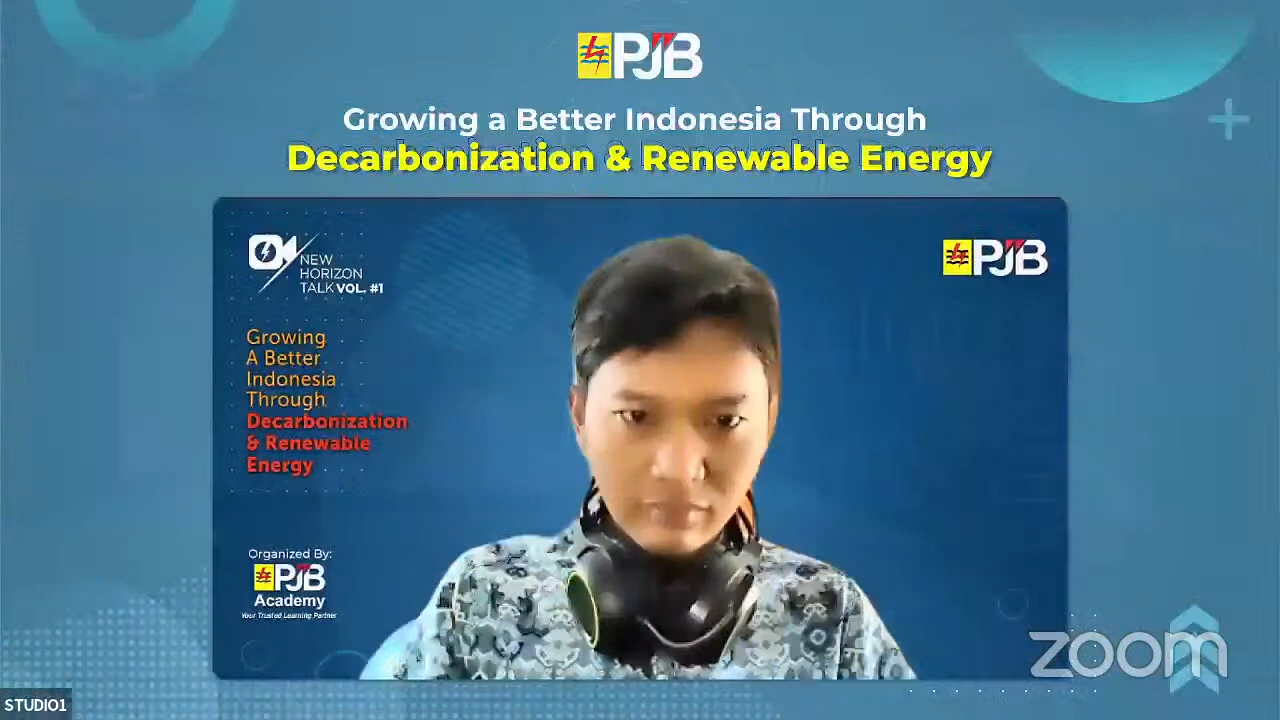 PJB
Growing a Better Indonesia Through
Decarbonization & Renewable Energy
NEW
HORIZON
TALK VOL. #1
PJB
Growing
A Better
Indonesia
Through
Decarbonization
& Renewable
Energy
Organized By:
PJB
Academy
Your Trusted Learning Partner
zoom
STUDIO1